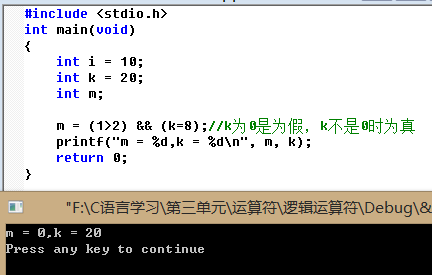 #include <stdio.h>
int main(void)
{
int i = 10;
int k = 20;
int m;
m = (1>2) && (k=8);//k为0是为假，k不是0时为真
printf("m = %d,k = %d\n", m, k);
return 0;
}
"F:\C语言学习\第三单元\运算符\逻辑运算符\Debug\&
m = 0,k = 20
Press any key to continue